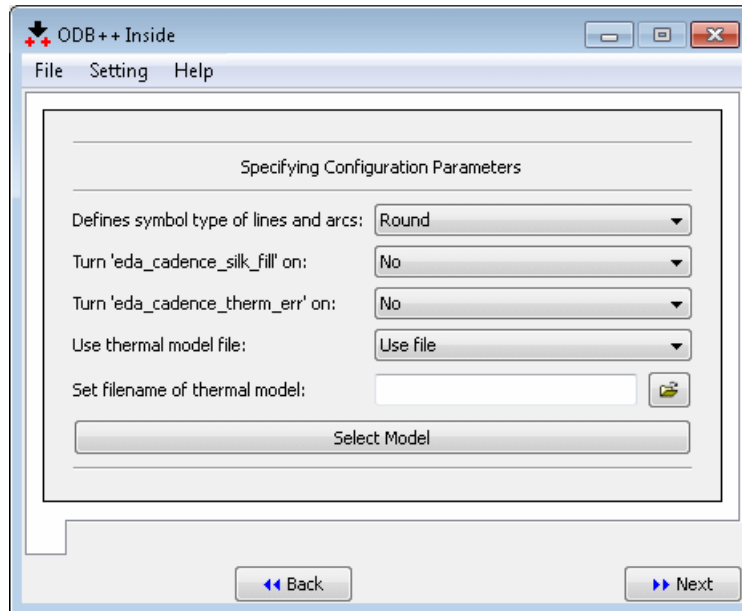 ODB++ Inside
File Setting Help
Specifying Configuration Parameters
Defines symbol type of lines and arcs: Round
Turn 'eda_cadence_silk_fill' on: No
Turn 'eda_cadence_therm_err' on: No
Use thermal model file: Use file
Set filename of thermal model:
Select Model
Back Next